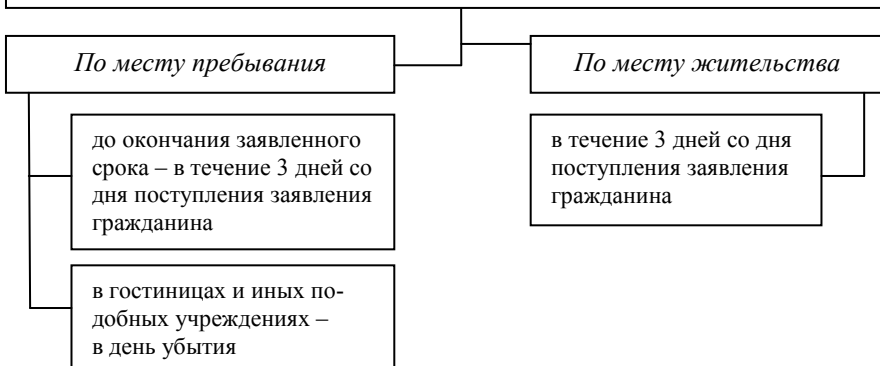 По месту пребывания
По месту жительства
до окончания заявленного
срока – в течение 3 дней со
дня поступления заявления
гражданина
в течение 3 дней со дня
поступления заявления
гражданина
в гостиницах и иных по-
добных учреждениях –
в день убытия